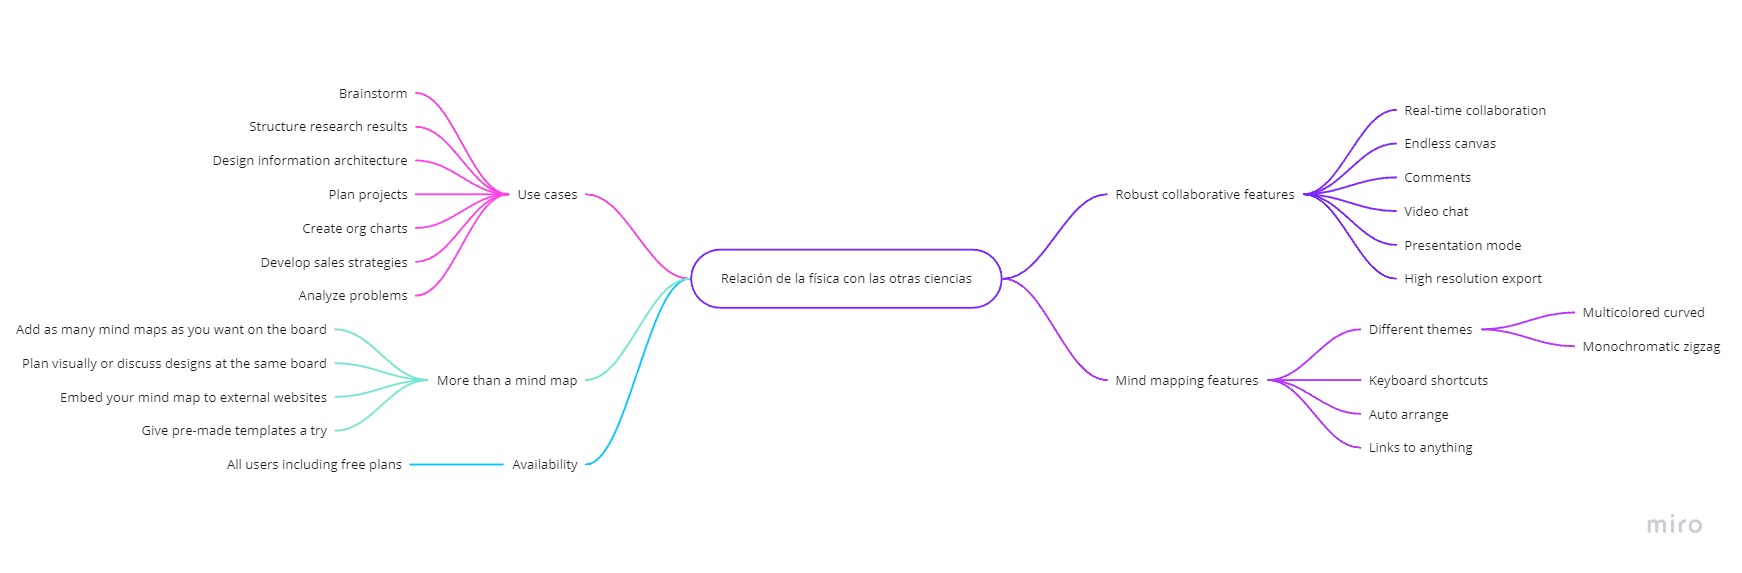 Brainstorm
Structure research results
Design information architecture
Plan projects
Create org charts
Develop sales strategies
Analyze problems
Use cases
Add as many mind maps as you want on the board
Plan visually or discuss designs at the same board
Embed your mind map to external websites
Give pre-made templates a try
More than a mind map
All users including free plans
Availability
Relación de la física con las otras ciencias
Robust collaborative features
Real-time collaboration
Endless canvas
Comments
Video chat
Presentation mode
High resolution export
Mind mapping features
Different themes
Multicolored curved
Monochromatic zigzag
Keyboard shortcuts
Auto arrange
Links to anything
miro